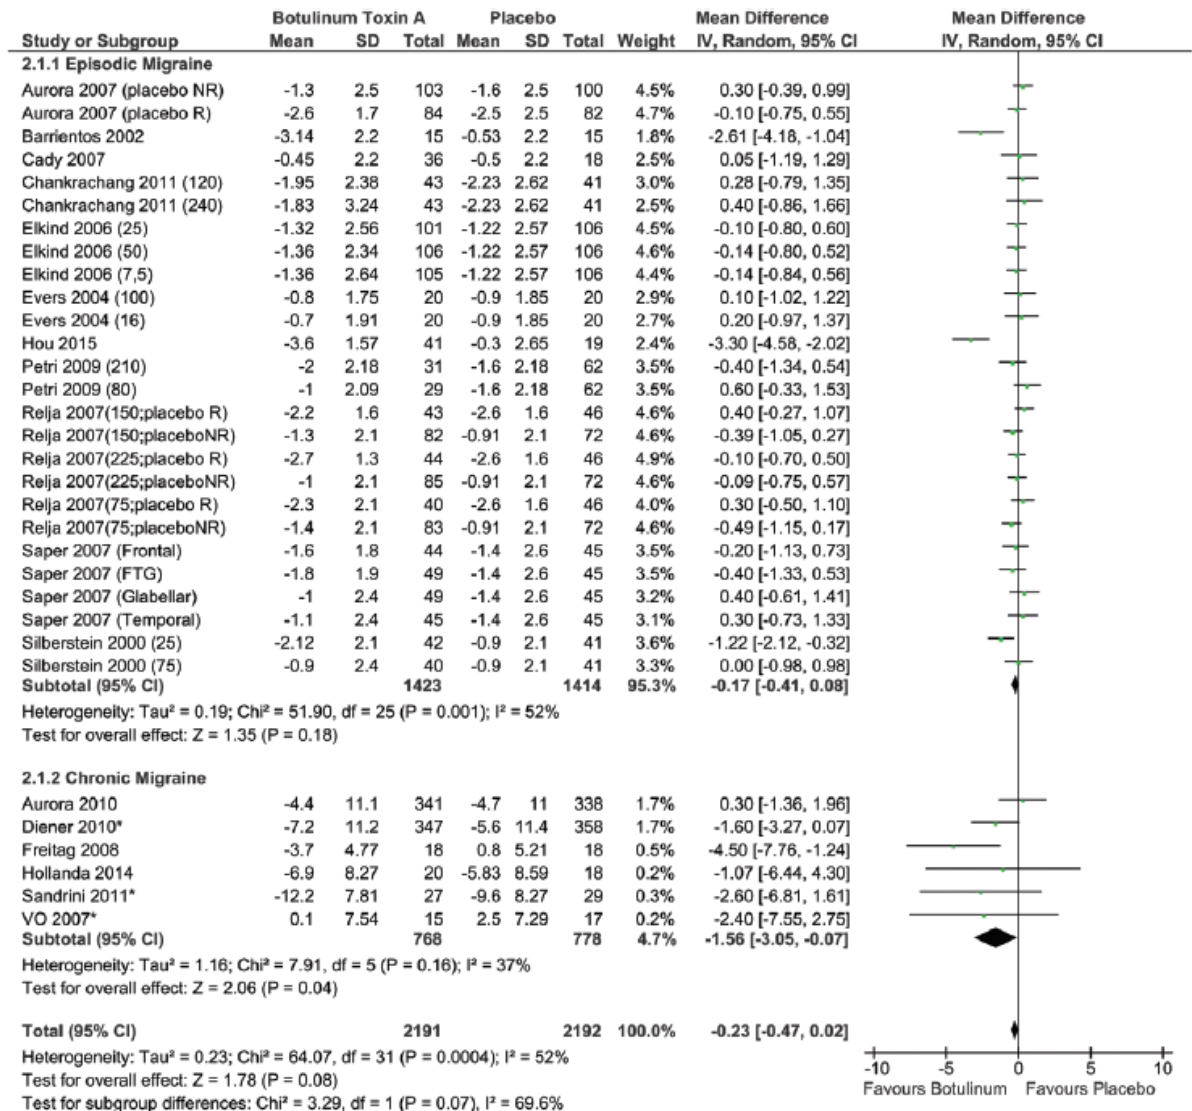 Botulinum Toxin A Placebo Mean Difference Mean Difference
Study or Subgroup Mean SD Total Mean SD Total Weight IV, Random, 95% CI IV, Random, 95% CI
2.1.1 Episodic Migraine
Aurora 2007 (placebo NR) -1.3 2.5 103 -1.6 2.5 100 4.5% 0.30 [-0.39, 0.99]
Aurora 2007 (placebo R) -2.6 1.7 84 -2.5 2.5 82 4.7% -0.10 [-0.75, 0.55]
Barrientos 2002 -3.14 2.2 15 -0.53 2.2 15 1.8% -2.61 [-4.18, -1.04]
Cady 2007 -0.45 2.2 36 -0.5 2.2 18 2.5% 0.05 [-1.19, 1.29]
Chankrachang 2011 (120) -1.95 2.38 43 -2.23 2.62 41 3.0% 0.28 [-0.79, 1.35]
Chankrachang 2011 (240) -1.83 3.24 43 -2.23 2.62 41 2.5% 0.40 [-0.86, 1.66]
Elkind 2006 (25) -1.32 2.56 101 -1.22 2.57 106 4.4% -0.10 [-0.80, 0.60]
Elkind 2006 (50) -1.36 2.34 106 -1.22 2.57 106 4.6% -0.14 [-0.80, 0.52]
Elkind 2006 (7,5) -1.36 2.64 105 -1.22 2.57 106 4.4% -0.14 [-0.84, 0.56]
Evers 2004 (100) -0.8 1.75 20 -0.9 1.85 20 2.9% 0.10 [-1.02, 1.22]
Evers 2004 (16) -0.7 1.91 20 -0.9 1.85 20 2.7% 0.20 [-0.97, 1.37]
Hou 2015 -3.6 1.57 41 -0.3 2.65 19 2.4% -3.30 [-4.58, -2.02]
Petri 2009 (210) -2 2.18 31 -1.6 2.18 62 3.5% -0.40 [-1.34, 0.54]
Petri 2009 (80) -1 2.09 29 -1.6 2.18 62 3.5% 0.60 [-0.33, 1.53]
Relja 2007(150;placebo R) -2.2 1.6 43 -2.6 1.6 46 4.6% 0.40 [-0.27, 1.07]
Relja 2007(150;placeboNR) -1.3 2.1 82 -0.91 2.1 72 4.6% -0.39 [-1.05, 0.27]
Relja 2007(225;placebo R) -2.7 1.3 44 -2.6 1.6 46 4.9% -0.10 [-0.70, 0.50]
Relja 2007(225;placeboNR) -1 2.1 85 -0.91 2.1 72 4.6% -0.09 [-0.75, 0.57]
Relja 2007(75;placebo R) -2.3 2.1 40 -2.6 1.6 46 4.0% 0.30 [-0.50, 1.10]
Relja 2007(75;placeboNR) -1.4 2.1 83 -0.91 2.1 72 4.6% -0.49 [-1.15, 0.17]
Saper 2007 (Frontal) -1.6 1.8 44 -1.4 2.6 45 3.5% -0.20 [-1.13, 0.73]
Saper 2007 (FTG) -1.8 1.9 49 -1.4 2.6 45 3.5% -0.40 [-1.33, 0.53]
Saper 2007 (Glabellar) -1 2.4 49 -1.4 2.6 45 3.2% 0.40 [-0.61, 1.41]
Saper 2007 (Temporal) -1.1 2.4 45 -1.4 2.6 45 3.1% 0.30 [-0.73, 1.33]
Silberstein 2000 (25) -2.12 2.1 42 -0.9 2.1 41 3.6% -1.22 [-2.12, -0.32]
Silberstein 2000 (75) -0.9 2.4 40 -0.9 2.1 41 3.3% 0.00 [-0.98, 0.98]
Subtotal (95% CI) 1423 1414 95.3% -0.17 [-0.41, 0.08]
Heterogeneity: Tau² = 0.19; Chi² = 51.90, df = 25 (P = 0.001); I² = 52%
Test for overall effect: Z = 1.35 (P = 0.18)
2.1.2 Chronic Migraine
Aurora 2010 -4.4 11.1 341 -4.7 11 338 1.7% 0.30 [-1.36, 1.96]
Diener 2010* -7.2 11.2 347 -5.6 11.4 358 1.7% -1.60 [-3.27, 0.07]
Freitag 2008 -3.7 4.77 18 0.8 5.21 18 0.5% -4.50 [-7.76, -1.24]
Hollanda 2014 -6.9 8.27 20 -5.83 8.59 18 0.2% -1.07 [-6.44, 4.30]
Sandrini 2011* -12.2 7.81 27 -9.6 8.27 29 0.3% -2.60 [-6.81, 1.61]
VO 2007* 0.1 7.54 15 2.5 7.29 17 0.2% -2.40 [-7.55, 2.75]
Subtotal (95% CI) 768 778 4.7% -1.56 [-3.05, -0.07]
Heterogeneity: Tau² = 1.16; Chi² = 7.91, df = 5 (P = 0.16); I² = 37%
Test for overall effect: Z = 2.06 (P = 0.04)
Total (95% CI) 2191 2192 100.0% -0.23 [-0.47, 0.02]
Heterogeneity: Tau² = 0.23; Chi² = 64.07, df = 31 (P = 0.0004); I² = 52%
Test for overall effect: Z = 1.78 (P = 0.08)
Test for subgroup differences: Chi² = 3.29, df = 1 (P = 0.07), I² = 69.6%
-10 -5 0 5 10
Favours Botulinum Favours Placebo